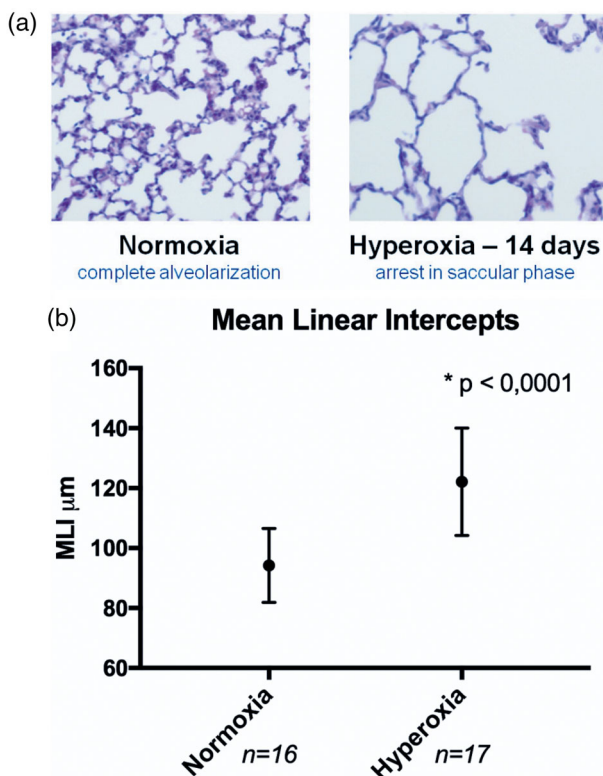 (a)
Normoxia
complete alveolarization
Hyperoxia – 14 days
arrest in saccular phase
(b)
Mean Linear Intercepts
* p < 0,0001
MLI μm
160
140
120
100
80
60
Normoxia
n=16
Hyperoxia
n=17